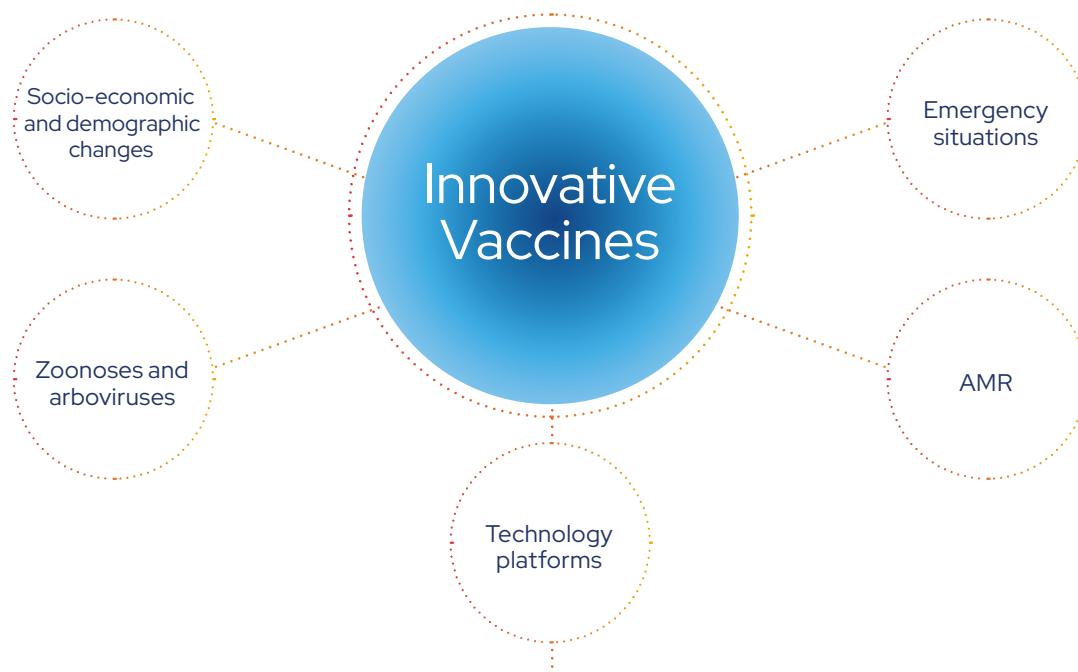 Socio-economic
and demographic
changes
Innovative
Vaccines
Emergency
situations
Zoonoses and
arboviruses
AMR
Technology
platforms